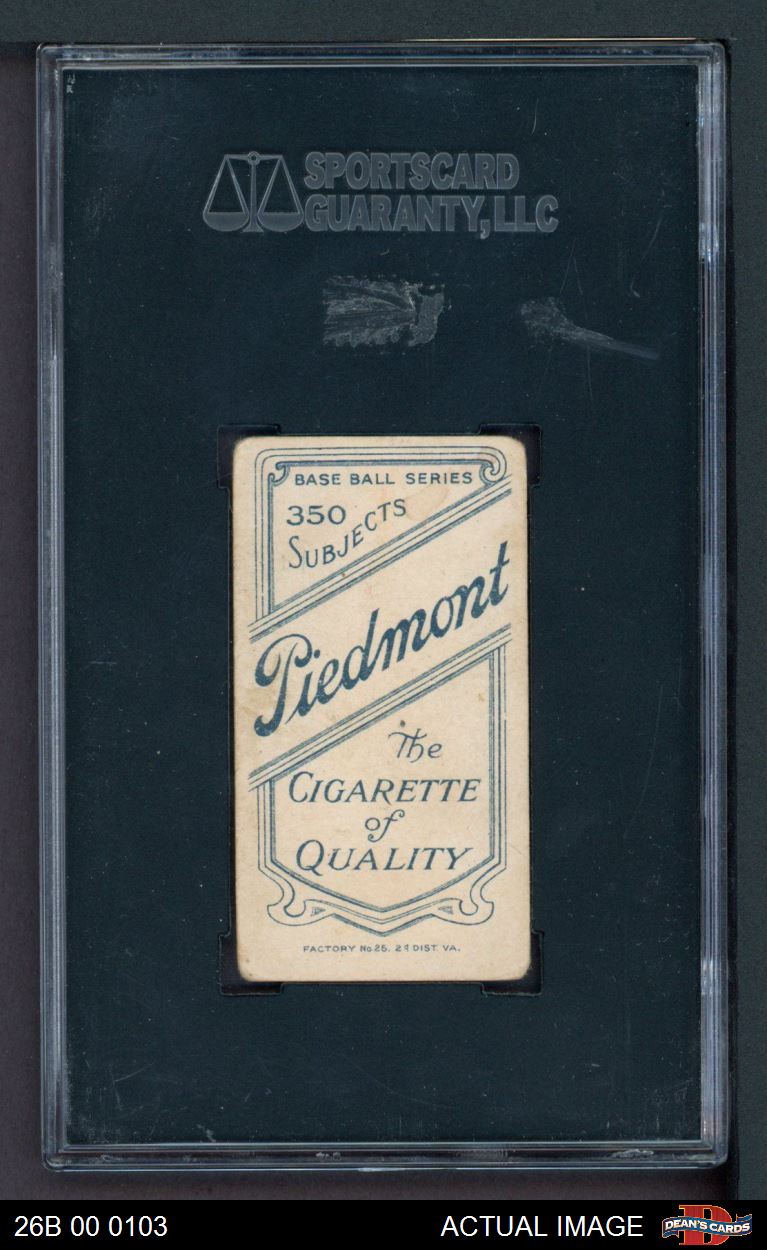 SPORTSCARD
GUARANTY, LLC
BASE BALL SERIES
350
SUBJECTS
Piedmont
The
CIGARETTE
of
QUALITY
FACTORY No 25. 2d DIST. VA.
26B 00 0103
ACTUAL IMAGE
DEAN'S CARDS